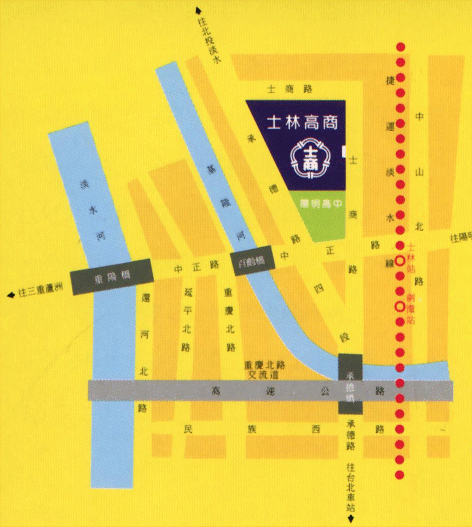 往北投淡水
士商路
捷運淡水線
中山北路
士林高商
士商
承德路四段
士商路
陽明高中
淡水河
基隆河
士林站
往陽明
中正路
百齡橋
中正路
重陽橋
往三重蘆洲
劍潭站
環河北路
延平北路
重慶北路
重慶北路
交流道
承德橋
高速公路
民族西路
承德路
往台北車站